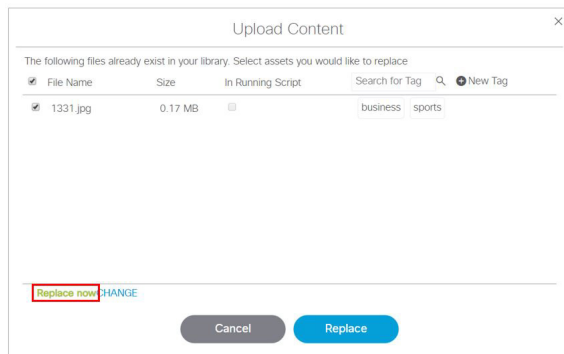 Upload Content
The following files already exist in your library. Select assets you would like to replace
File Name Size In Running Script Search for Tag New Tag
1331.jpg 0.17 MB business sports
Replace now CHANGE
Cancel Replace